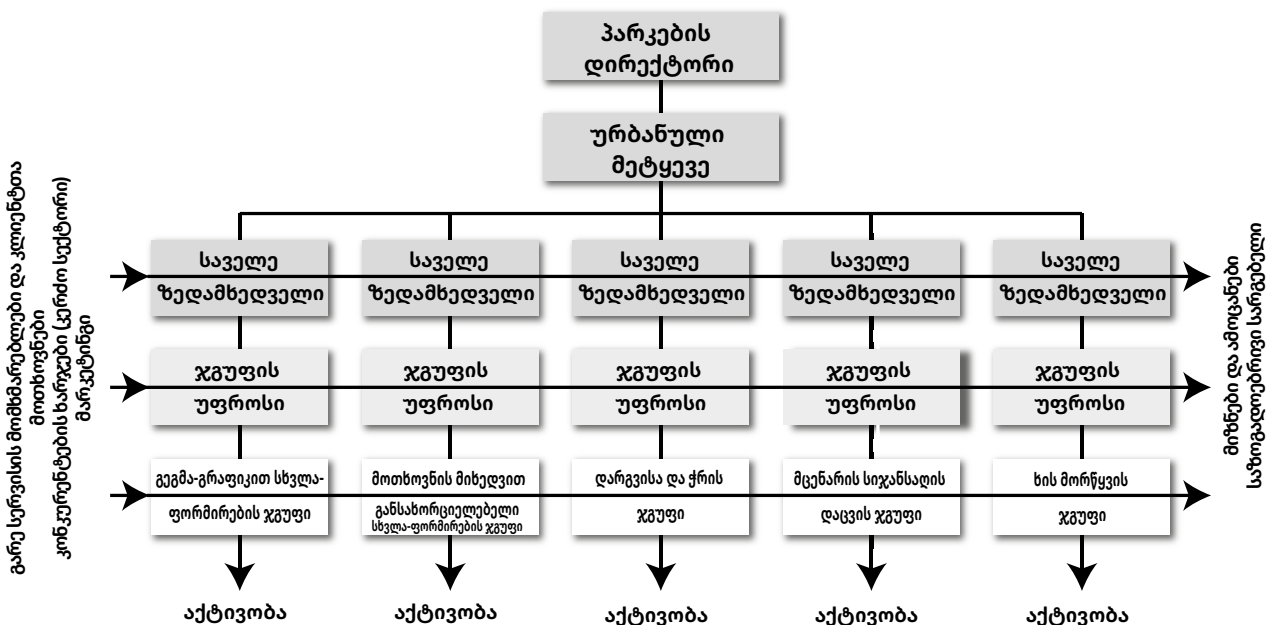 პარკების
დირექტორი
ურბანული
მეტყევე
გარე სერვისის მომხმარებლები და კლიენტთა
მოთხოვნები
კონკურენტების ხარჯები (კერძო სექტორი)
მარკეტინგი
საველე
ზედამხედველი
საველე
ზედამხედველი
საველე
ზედამხედველი
საველე
ზედამხედველი
საველე
ზედამხედველი
ჯგუფის
უფროსი
ჯგუფის
უფროსი
ჯგუფის
უფროსი
ჯგუფის
უფროსი
ჯგუფის
უფროსი
გეგმა-გრაფიკით სხვლა-
ფორმირების ჯგუფი
მოთხოვნის მიხედვით
განსახორციელებელი
სხვლა-ფორმირების ჯგუფი
დარგვისა და ჭრის
ჯგუფი
მცენარის სიჯანსაღის
დაცვის ჯგუფი
ხის მორწყვის
ჯგუფი
აქტივობა
აქტივობა
აქტივობა
აქტივობა
აქტივობა
მიზნები და ამოცანები
საზოგადოებრივი სარგებელი